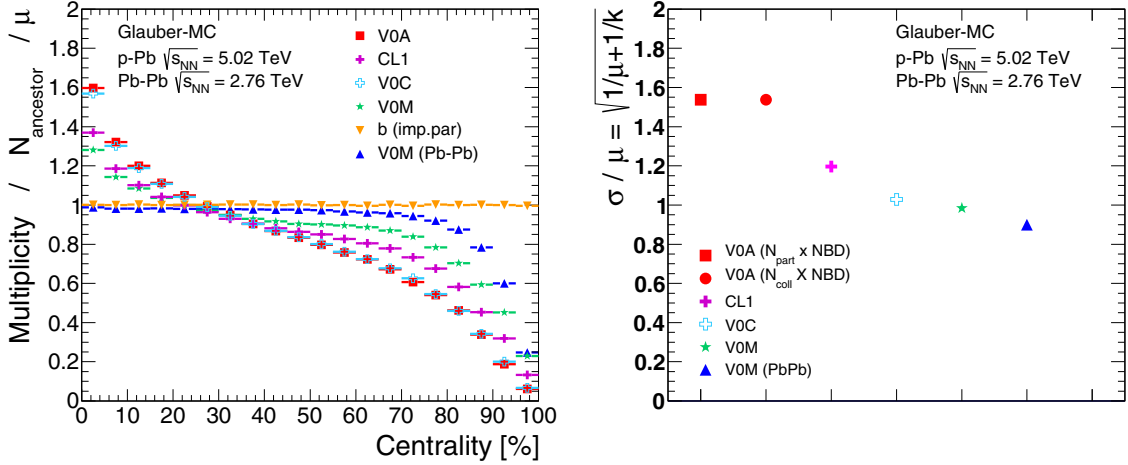 Multiplicity / N_ancestor / μ
2
1.8
1.6
1.4
1.2
1
0.8
0.6
0.4
0.2
0
Glauber-MC
p-Pb √s_NN = 5.02 TeV
Pb-Pb √s_NN = 2.76 TeV
V0A
CL1
V0C
V0M
b (imp.par)
V0M (Pb-Pb)
0 10 20 30 40 50 60 70 80 90 100
Centrality [%]
σ / μ = √1/μ+1/k
2
1.8
1.6
1.4
1.2
1
0.8
0.6
0.4
0.2
0
Glauber-MC
p-Pb √s_NN = 5.02 TeV
Pb-Pb √s_NN = 2.76 TeV
V0A (N_part x NBD)
V0A (N_coll X NBD)
CL1
V0C
V0M
V0M (PbPb)